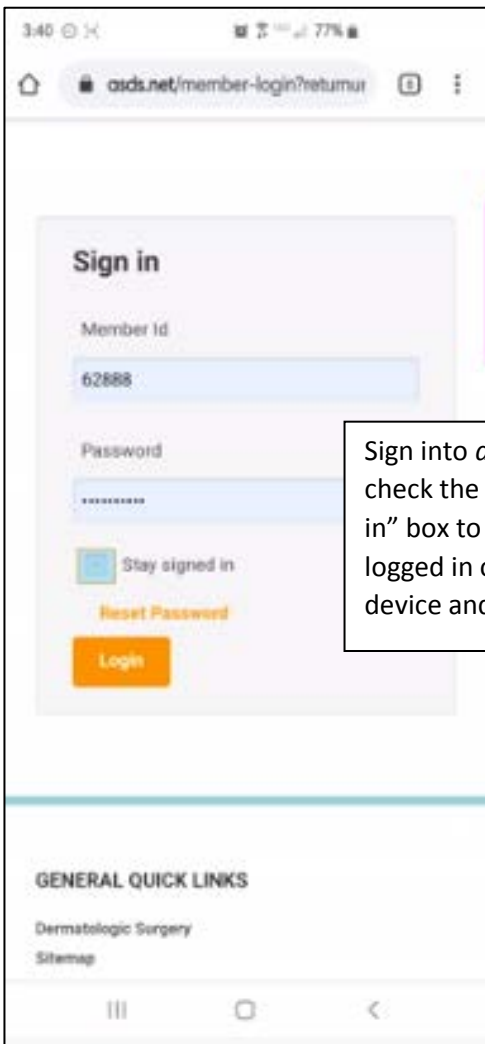 3:40 77%
asds.net/member-login?returnur
Sign in
Member Id
62888
Password
••••••••••
Stay signed in
Reset Password
Login
Sign into
check the
in” box to
logged in
device and
GENERAL QUICK LINKS
Dermatologic Surgery
Sitemap